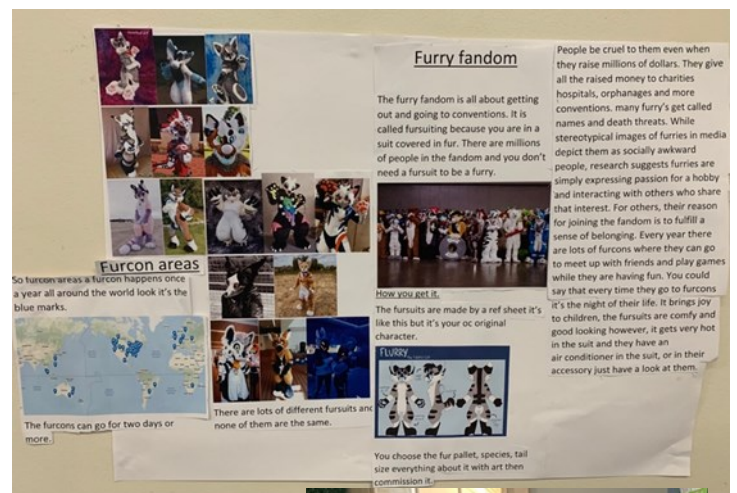 Furry fandom
The furry fandom is all about getting
out and going to conventions. It is
called fursuiting because you are in a
suit covered in fur. There are millions
of people in the fandom and you don't
need a fursuit to be a furry.
How you get it.
The fursuits are made by a ref sheet it's
like this but it's your oc original
character.
FLURRY
You choose the fur pallet, species, tail
size everything about it with art then
commission it.
People be cruel to them even when
they raise millions of dollars. They give
all the raised money to charities
hospitals, orphanages and more
conventions. many furry's get called
names and death threats. While
stereotypical images of furries in media
depict them as socially awkward
people, research suggests furries are
simply expressing passion for a hobby
and interacting with others who share
that interest. For others, their reason
for joining the fandom is to fulfill a
sense of belonging. Every year there
are lots of furcons where they can go
to meet up with friends and play games
while they are having fun. You could
say that every time they go to furcons
it's the night of their life. It brings joy
to children, the fursuits are comfy and
good looking however, it gets very hot
in the suit and they have an
air conditioner in the suit, or in their
accessory just have a look at them.
Furcon areas
So furcon areas a furcon happens once
a year all around the world look it's the
blue marks.
The furcons can go for two days or
more.
There are lots of different fursuits and
none of them are the same.